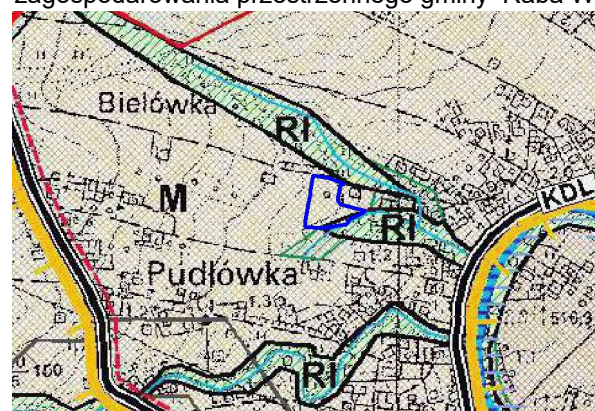 zagospodarowania przestrzennego gminy Raba W
Bielówka
RI
M
KDL
RI
Pudłówka
RI